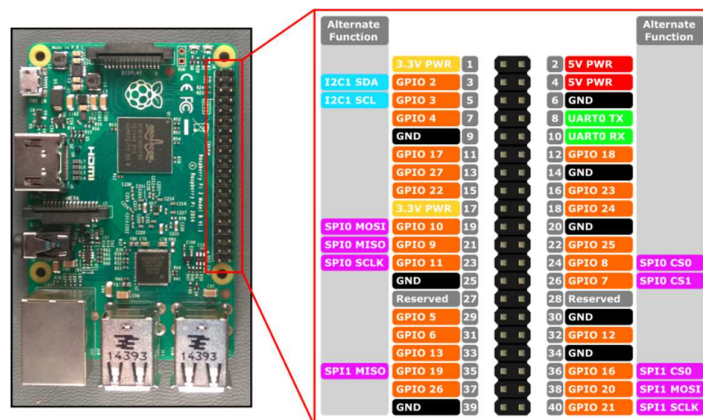 Alternate Function
Alternate Function
3.3V PWR 1 2 5V PWR
I2C1 SDA GPIO 2 3 4 5V PWR
I2C1 SCL GPIO 3 5 6 GND
GPIO 4 7 8 UART0 TX
GND 9 10 UART0 RX
GPIO 17 11 12 GPIO 18
GPIO 27 13 14 GND
GPIO 22 15 16 GPIO 23
3.3V PWR 17 18 GPIO 24
SPI0 MOSI GPIO 10 19 20 GND
SPI0 MISO GPIO 9 21 22 GPIO 25
SPI0 SCLK GPIO 11 23 24 GPIO 8 SPI0 CS0
GND 25 26 GPIO 7 SPI0 CS1
Reserved 27 28 Reserved
GPIO 5 29 30 GND
GPIO 6 31 32 GPIO 12
GPIO 13 33 34 GND
SPI1 MISO GPIO 19 35 36 GPIO 16 SPI1 CS0
GPIO 26 37 38 GPIO 20 SPI1 MOSI
GND 39 40 GPIO 21 SPI1 SCLK
DISPLAY
HDMI
CE
14393
14393